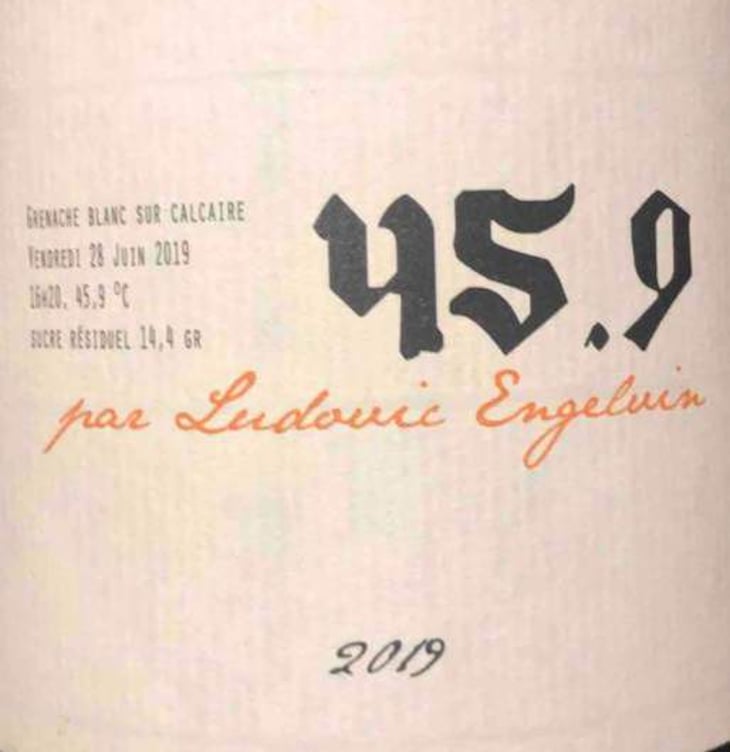 GRENACHE BLANC SUR CALCAIRE
VENDREDI 28 JUIN 2019
16H20, 45,9 °C
SUCRE RÉSIDUEL 14,4 GR
45.9
par Ludovic Engelvin
2019